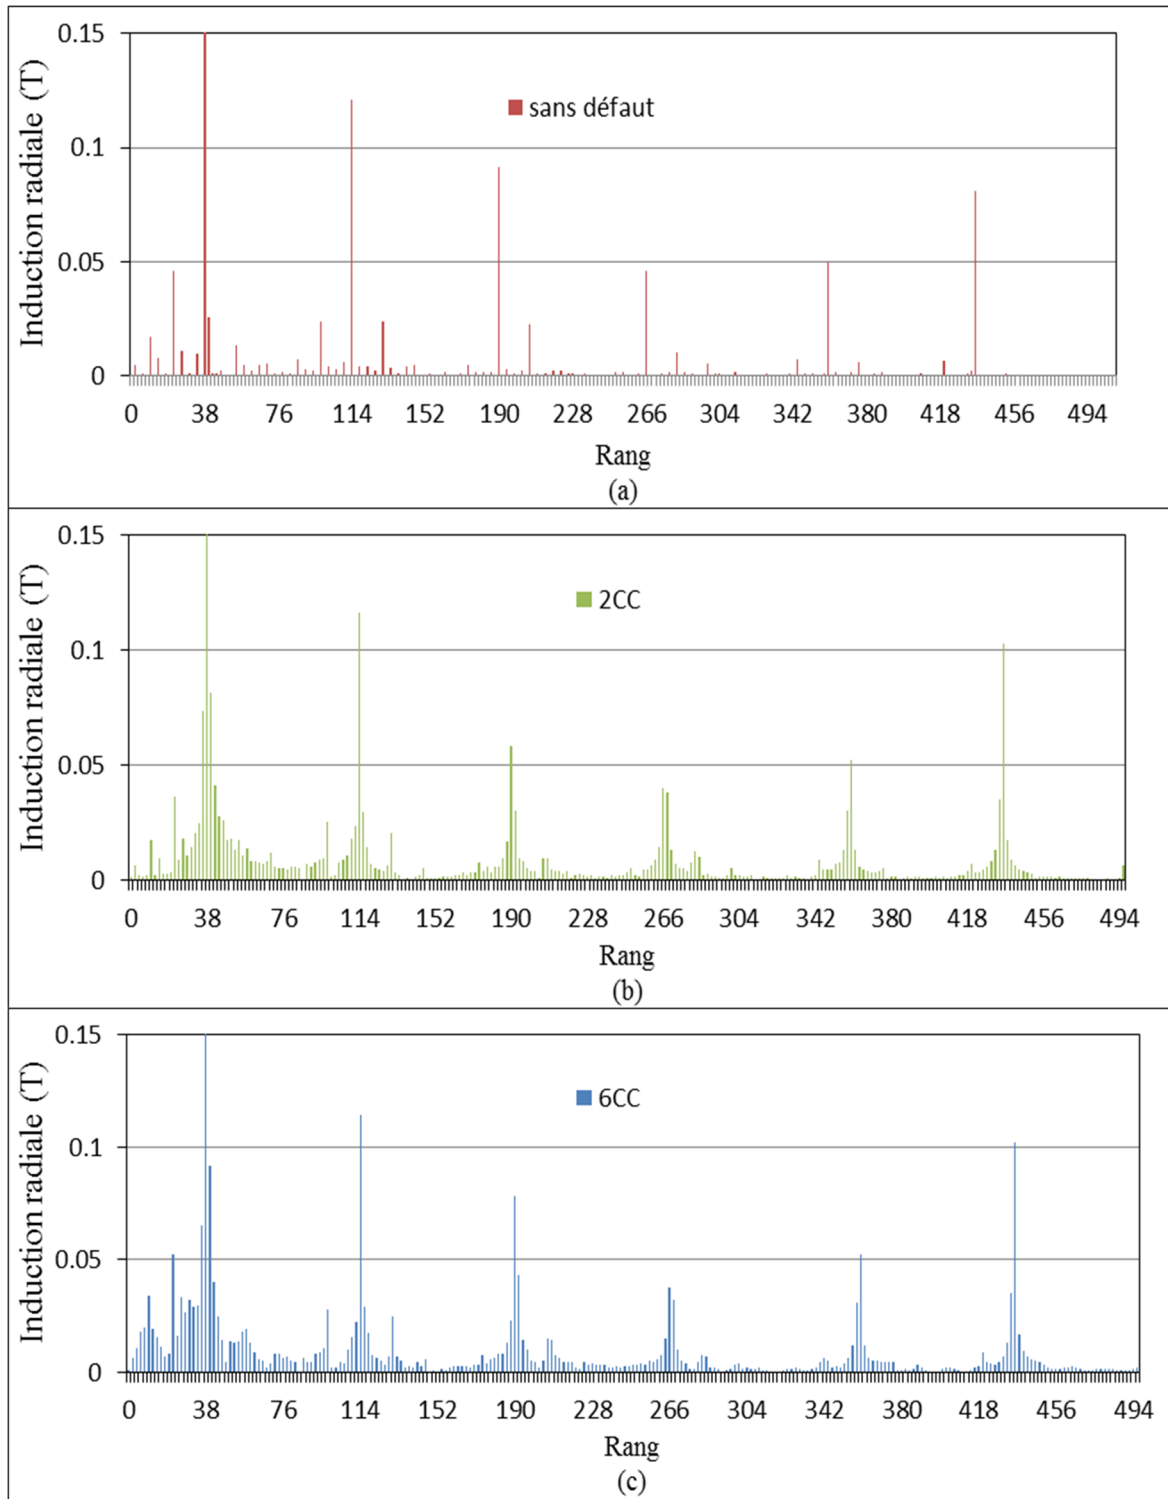 Induction radiale (T)
0.15
0.1
0.05
0
sans défaut
0 38 76 114 152 190 228 266 304 342 380 418 456 494
Rang
(a)
Induction radiale (T)
0.15
0.1
0.05
0
2CC
0 38 76 114 152 190 228 266 304 342 380 418 456 494
Rang
(b)
Induction radiale (T)
0.15
0.1
0.05
0
6CC
0 38 76 114 152 190 228 266 304 342 380 418 456 494
Rang
(c)